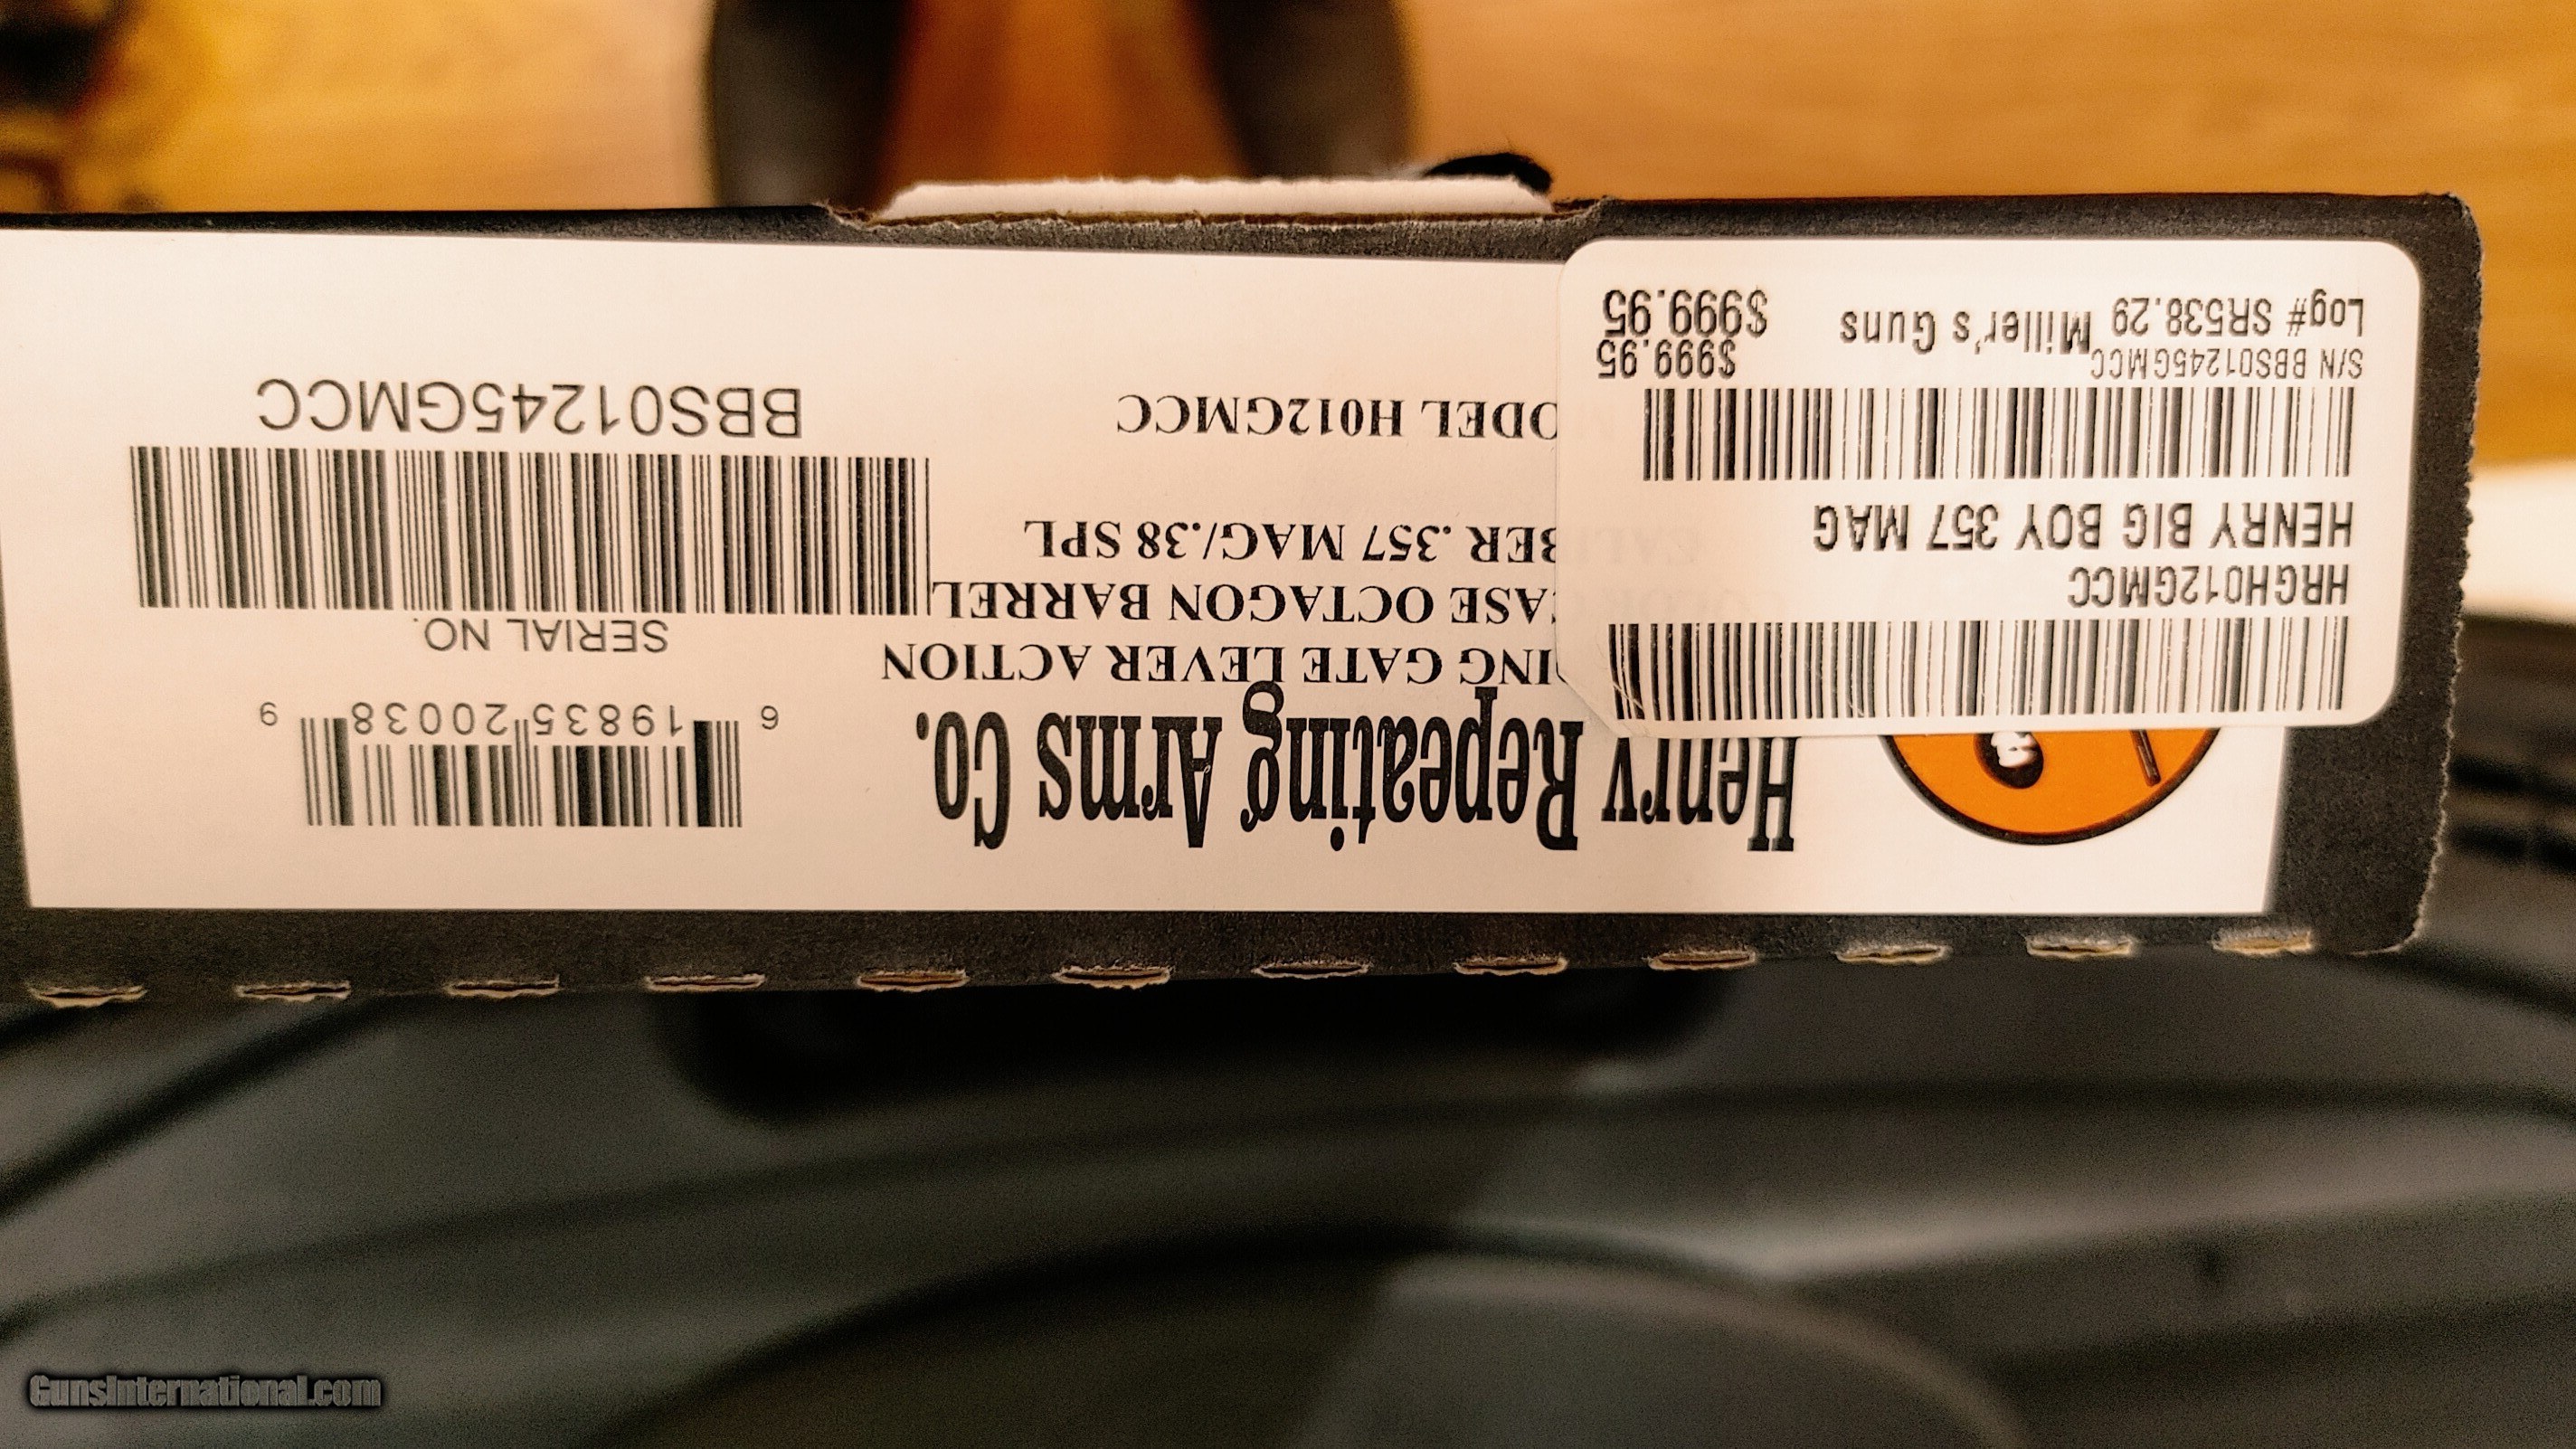 Henry Repeating Arms Co.
ING GATE LEVER ACTION
ASE OCTAGON BARREL
BER .357 MAG/.38 SPL
ODEL H012GMCC
6 19835 20038 9
SERIAL NO.
BBS01245GMCC
HRGH012GMCC
HENRY BIG BOY 357 MAG
S/N BBS01245GMCC $999.95
Log# SR538.29 Miller's Guns $999.95
GunsInternational.com